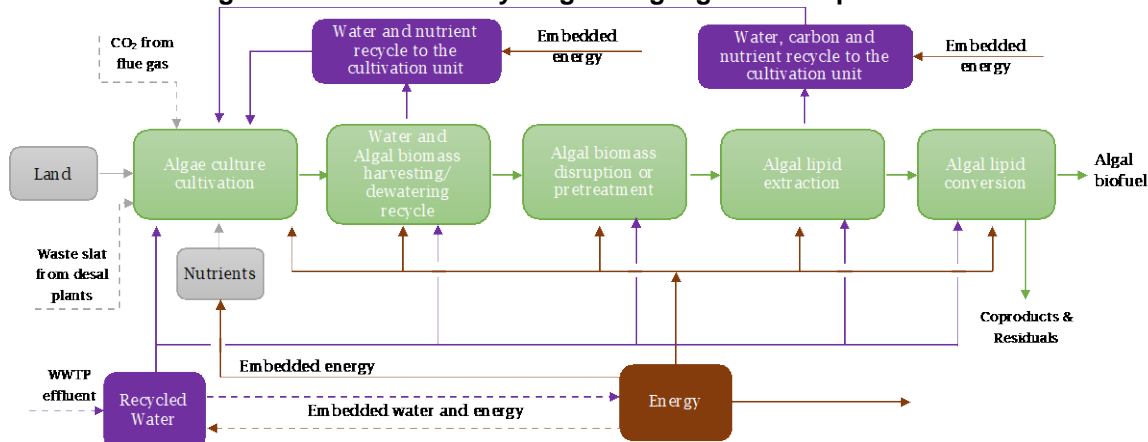 CO₂ from
flue gas
Water and nutrient
recycle to the
cultivation unit
Embedded
energy
Water, carbon and
nutrient recycle to the
cultivation unit
Embedded
energy
Land
Algae culture
cultivation
Water and
Algal biomass
harvesting/
dewatering
recycle
Algal biomass
disruption or
pretreatment
Algal lipid
extraction
Algal lipid
conversion
Algal
biofuel
Waste slat
from desal
plants
Nutrients
Coproducts &
Residuals
Embedded energy
WWTP
effluent
Recycled
Water
Embedded water and energy
Energy